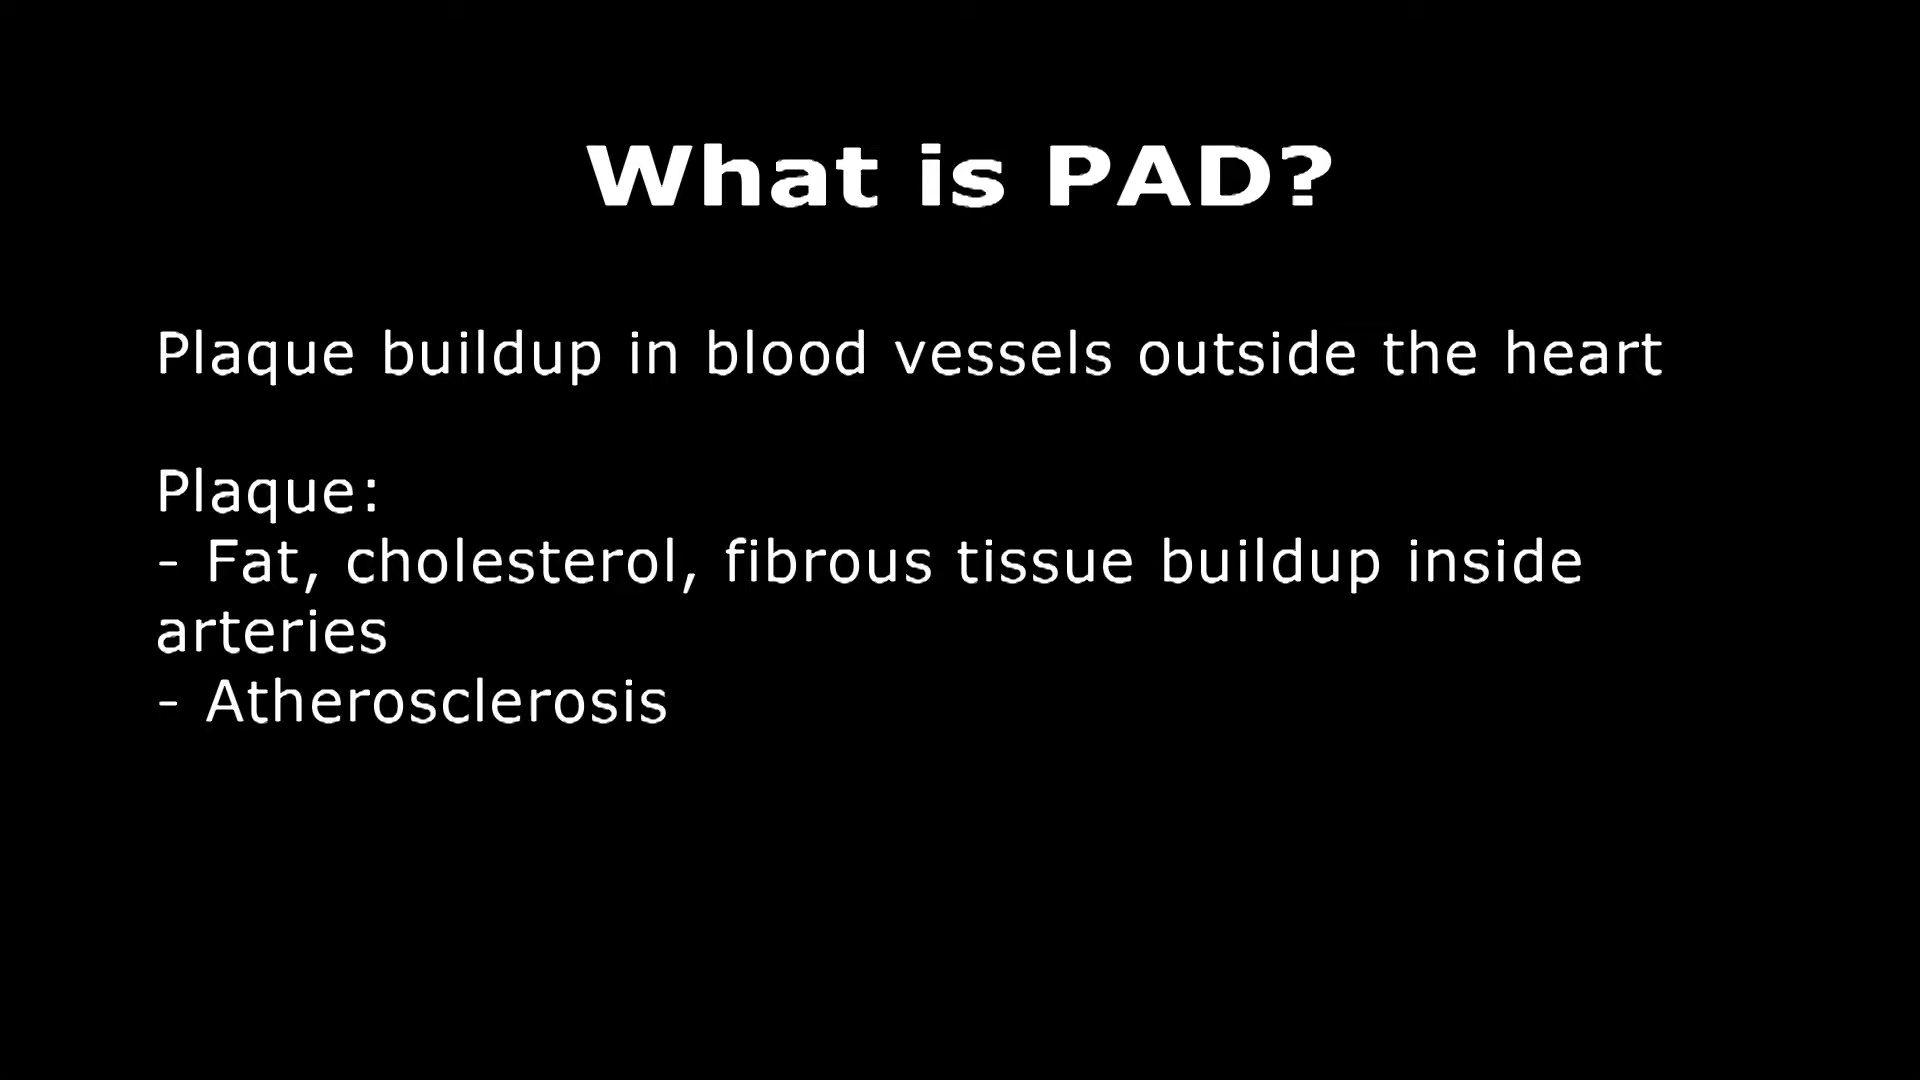 What is PAD?
Plaque buildup in blood vessels outside the heart
Plaque:
- Fat, cholesterol, fibrous tissue buildup inside
arteries
- Atherosclerosis